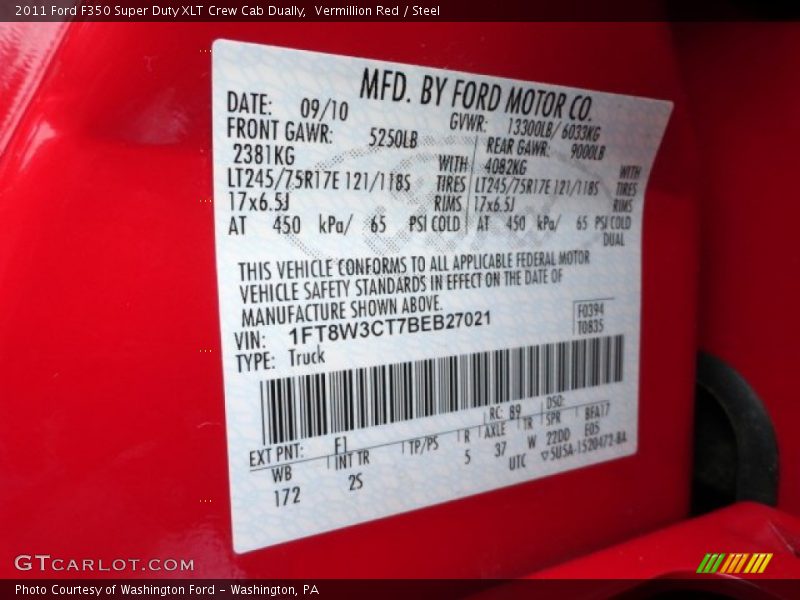 2011 Ford F350 Super Duty XLT Crew Cab Dually,  Vermillion Red / Steel
MFD. BY FORD MOTOR CO.
DATE: 09/10 GVWR: 13300LB/ 6033KG
FRONT GAWR: 5250LB REAR GAWR: 9000LB
2381KG WITH 4082KG WITH
LT245/75R17E 121/118S TIRES LT245/75R17E 121/118S TIRES
17x6.5J RIMS 17x6.5J RIMS
AT 450 kPa/ 65 PSI COLD AT 450 kPa/ 65 PSI COLD
DUAL
THIS VEHICLE CONFORMS TO ALL APPLICABLE FEDERAL MOTOR
VEHICLE SAFETY STANDARDS IN EFFECT ON THE DATE OF
MANUFACTURE SHOWN ABOVE.
VIN: 1FT8W3CT7BEB27021
F0394
T0835
TYPE: Truck
RC: 89 DSO:
EXT PNT: F1 BFA17
WB INT TR TP/PS R AXLE TR SPR E05
172 2S 5 37 W 22DD
UTC ▽5U5A-1520472-BA
GTCARLOT.COM
Photo Courtesy of Washington Ford - Washington, PA